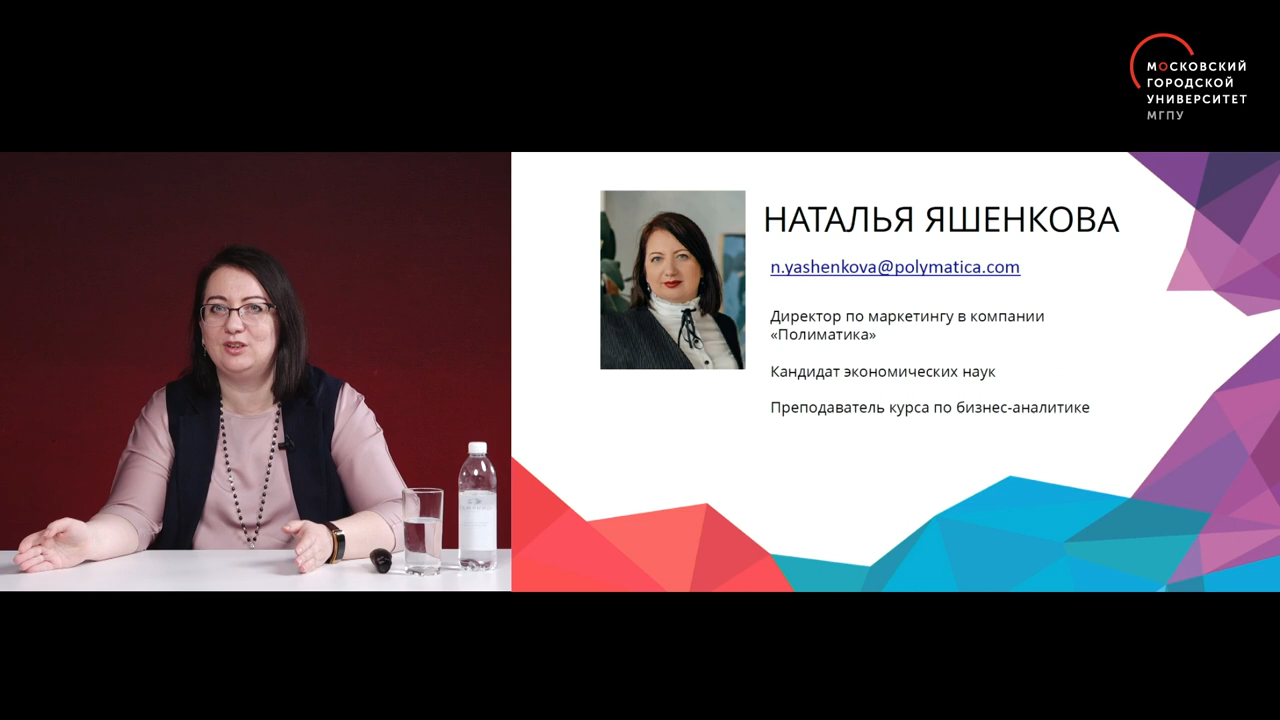 МОСКОВСКИЙ
ГОРОДСКОЙ
УНИВЕРСИТЕТ
МГПУ
НАТАЛЬЯ ЯШЕНКОВА
n.yashenkova@polymatica.com
Директор по маркетингу в компании
«Полиматика»
Кандидат экономических наук
Преподаватель курса по бизнес-аналитике